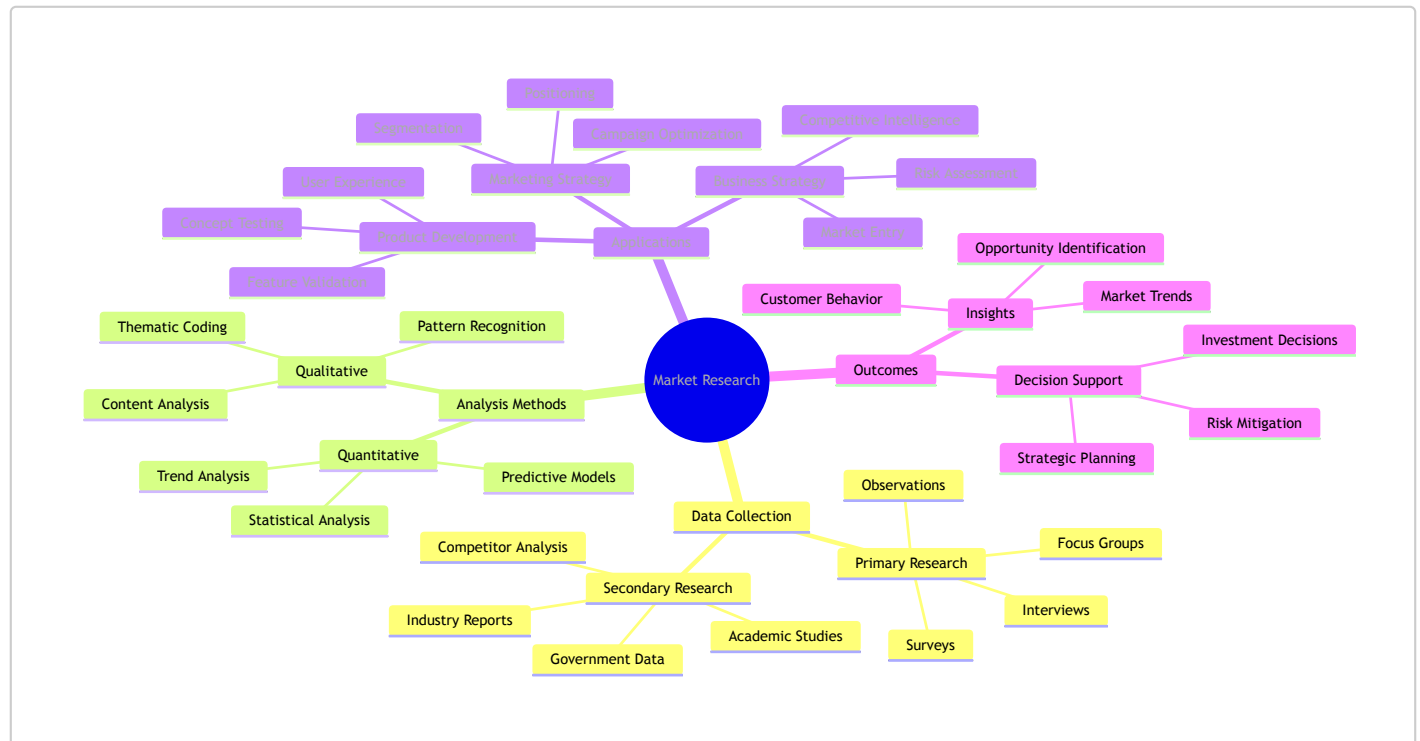 Positioning
Segmentation
Campaign Optimization
Competitive Intelligence
Marketing Strategy
Business Strategy
Risk Assessment
User Experience
Concept Testing
Product Development
Applications
Market Entry
Feature Validation
Opportunity Identification
Customer Behavior
Insights
Market Trends
Outcomes
Decision Support
Investment Decisions
Risk Mitigation
Strategic Planning
Market Research
Thematic Coding
Pattern Recognition
Qualitative
Content Analysis
Analysis Methods
Quantitative
Trend Analysis
Predictive Models
Statistical Analysis
Data Collection
Observations
Primary Research
Focus Groups
Interviews
Surveys
Competitor Analysis
Secondary Research
Industry Reports
Government Data
Academic Studies